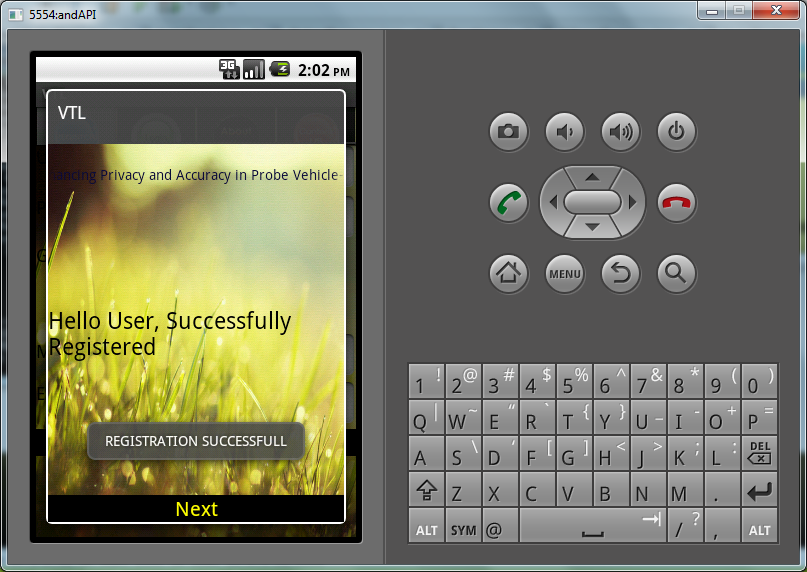 5554:andAPI
3G 2:02 PM
VTL
ancing Privacy and Accuracy in Probe Vehicle-
Hello User, Successfully
Registered
REGISTRATION SUCCESSFULL
Next
MENU
1 ! 2 @ 3 # 4 $ 5 % 6 ^ 7 & 8 * 9 ( 0 )
Q | W ~ E “ R ` T { Y } U _ I - O + P =
A S \ D ‘ F [ G ] H < J > K ; L : DEL
Z X C V B N M .
ALT SYM @ / ? , ALT